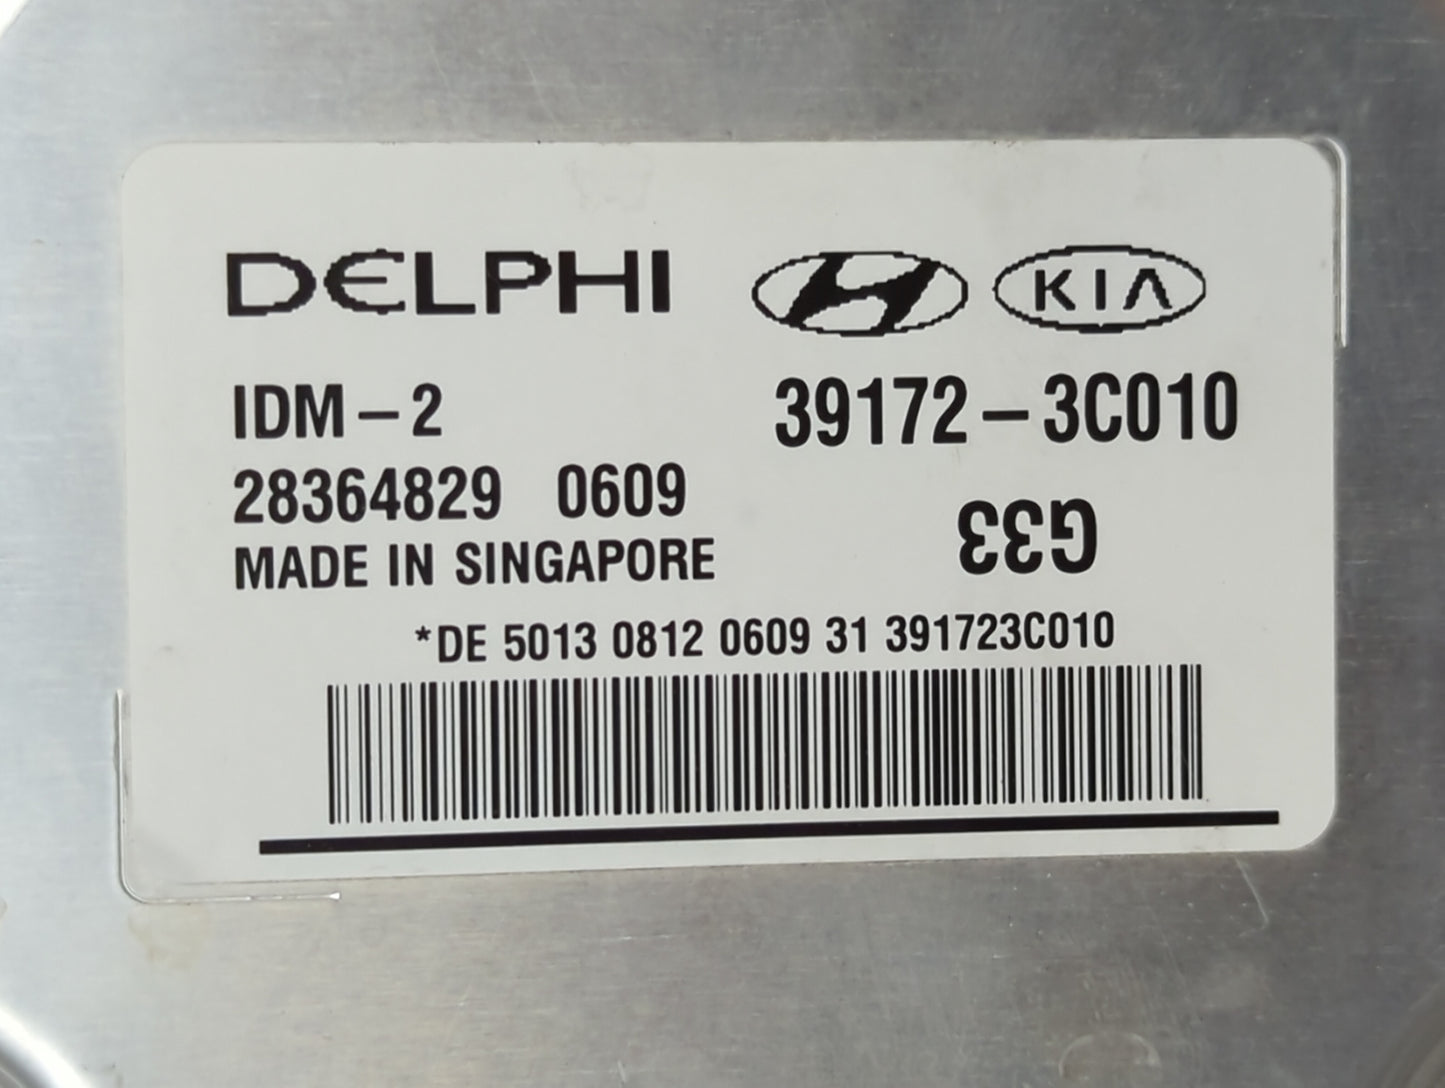 DELPHI KIA
IDM-2 39172-3C010
28364829 0609
G33
MADE IN SINGAPORE
*DE 5013 0812 0609 31 391723C010